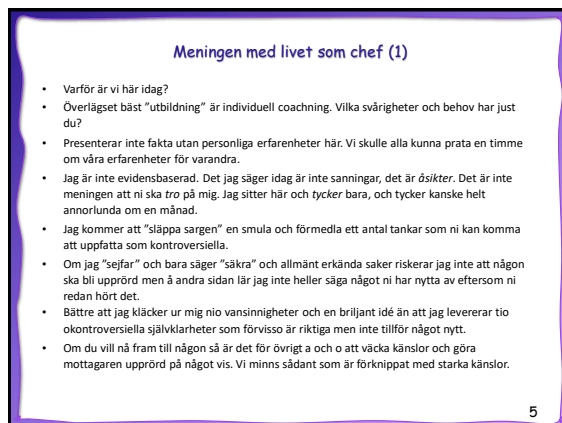 Meningen med livet som chef (1)
• Varför är vi här idag?
• Överlägset bäst ”utbildning” är individuell coachning. Vilka svårigheter och behov har just
du?
• Presenterar inte fakta utan personliga erfarenheter här. Vi skulle alla kunna prata en timme
om våra erfarenheter för varandra.
• Jag är inte evidensbaserad. Det jag säger idag är inte sanningar, det är åsikter. Det är inte
meningen att ni ska tro på mig. Jag sitter här och tycker bara, och tycker kanske helt
annorlunda om en månad.
• Jag kommer att ”släppa sargen” en smula och förmedla ett antal tankar som ni kan komma
att uppfatta som kontroversiella.
• Om jag ”sejfar” och bara säger ”säkra” och allmänt erkända saker riskerar jag inte att någon
ska bli upprörd men å andra sidan lär jag inte heller säga något ni har nytta av eftersom ni
redan hört det.
• Bättre att jag kläcker ur mig nio vansinnigheter och en briljant idé än att jag levererar tio
okontroversiella självklarheter som förvisso är riktiga men inte tillför något nytt.
• Om du vill nå fram till någon så är det för övrigt a och o att väcka känslor och göra
mottagaren upprörd på något vis. Vi minns sådant som är förknippat med starka känslor.
5